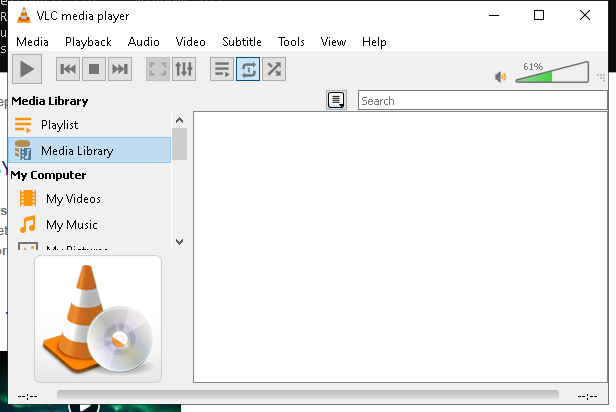 VLC media player
Media Playback Audio Video Subtitle Tools View Help
61%
Media Library
Search
Playlist
Media Library
My Computer
My Videos
My Music
My Pictures
--:-- --:--